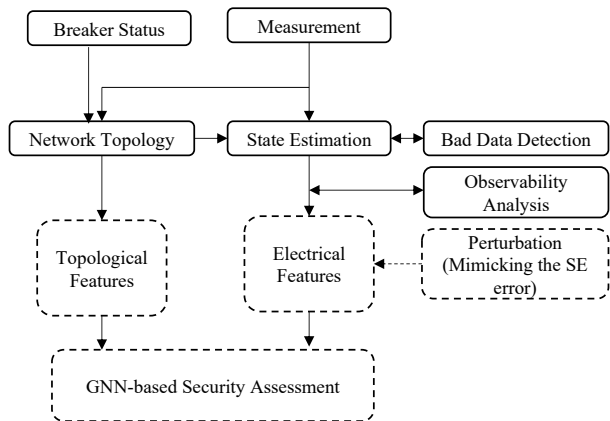 Breaker Status
Measurement
Network Topology
State Estimation
Bad Data Detection
Observability
Analysis
Topological
Features
Electrical
Features
Perturbation
(Mimicking the SE
error)
GNN-based Security Assessment